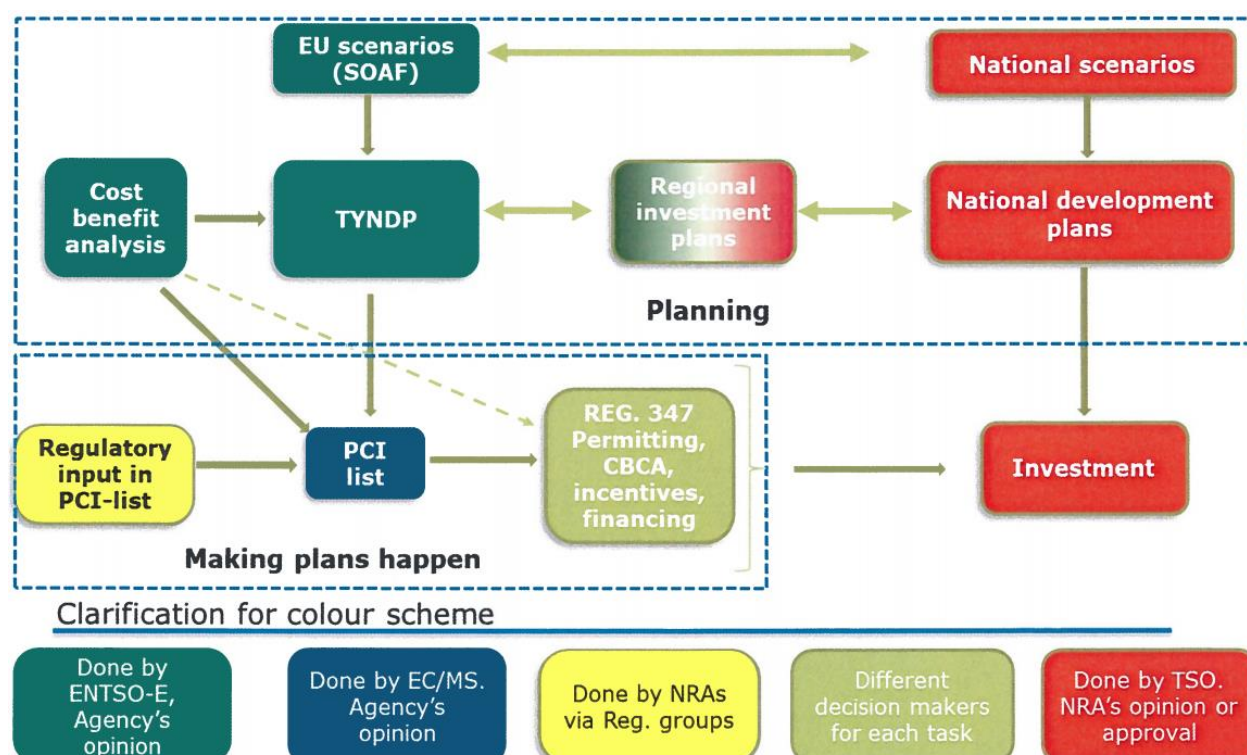 EU scenarios
(SOAF)
National scenarios
Cost
benefit
analysis
TYNDP
Regional
investment
plans
National development
plans
Planning
Regulatory
input in
PCI-list
PCI
list
REG. 347
Permitting,
CBCA,
incentives,
financing
Investment
Making plans happen
Clarification for colour scheme
Done by
ENTSO-E,
Agency's
opinion
Done by EC/MS.
Agency's
opinion
Done by NRAs
via Reg. groups
Different
decision makers
for each task
Done by TSO.
NRA's opinion or
approval